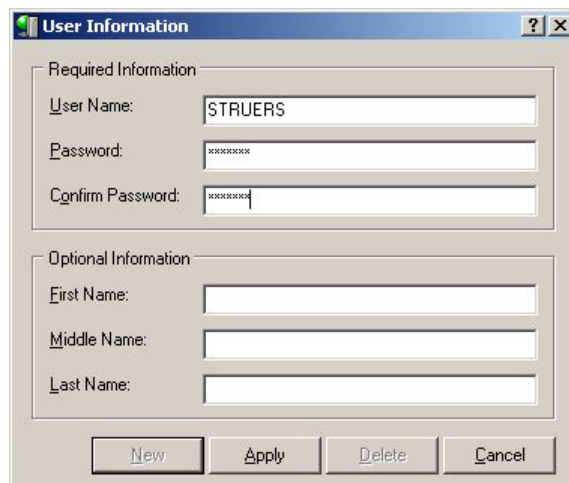 User Information
Required Information
User Name: STRUERS
Password: *******
Confirm Password: *******
Optional Information
First Name:
Middle Name:
Last Name:
New Apply Delete Cancel